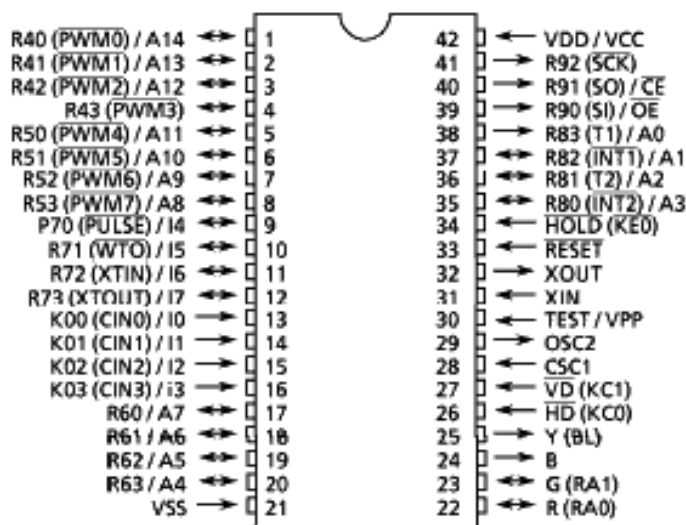 R40 (PWM0) / A14 1 42 VDD / VCC
R41 (PWM1) / A13 2 41 R92 (SCK)
R42 (PWM2) / A12 3 40 R91 (SO) / CE
R43 (PWM3) 4 39 R90 (SI) / OE
R50 (PWM4) / A11 5 38 R83 (T1) / A0
R51 (PWM5) / A10 6 37 R82 (INT1) / A1
R52 (PWM6) / A9 7 36 R81 (T2) / A2
R53 (PWM7) / A8 8 35 R80 (INT2) / A3
P70 (PULSE) / I4 9 34 HOLD (KE0)
R71 (WTO) / I5 10 33 RESET
R72 (XTIN) / I6 11 32 XOUT
R73 (XTOUT) / I7 12 31 XIN
K00 (CIN0) / I0 13 30 TEST / VPP
K01 (CIN1) / I1 14 29 OSC2
K02 (CIN2) / I2 15 28 CSC1
K03 (CIN3) / i3 16 27 VD (KC1)
R60 / A7 17 26 HD (KC0)
R61 / A6 18 25 Y (BL)
R62 / A5 19 24 B
R63 / A4 20 23 G (RA1)
VSS 21 22 R (RA0)